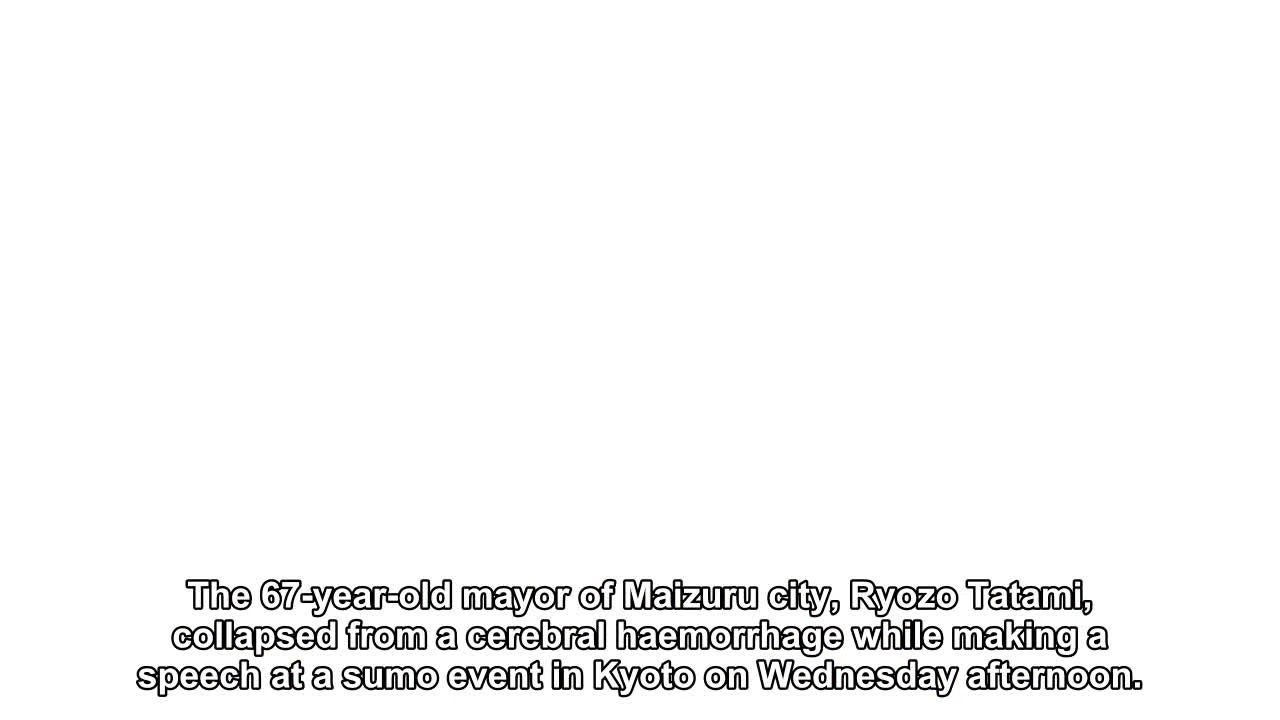 The 67-year-old mayor of Maizuru city, Ryozo Tatami,
collapsed from a cerebral haemorrhage while making a
speech at a sumo event in Kyoto on Wednesday afternoon.